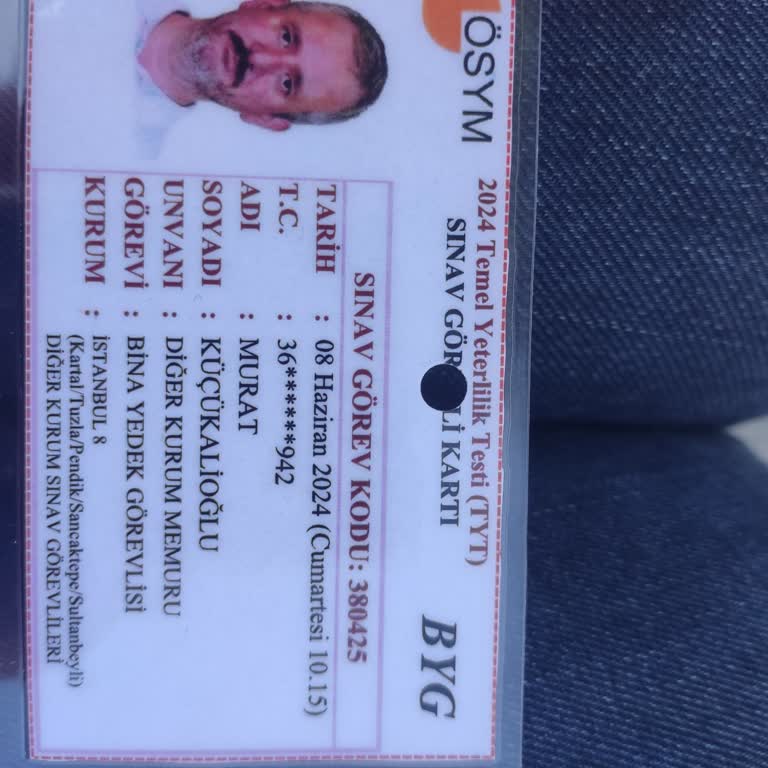 ÖSYM
2024 Temel Yeterlilik Testi (TYT)
SINAV GÖR Lİ KARTI
BYG
SINAV GÖREV KODU: 380425
TARİH : 08 Haziran 2024 (Cumartesi 10.15)
T.C. : 36******942
ADI : MURAT
SOYADI : KÜÇÜKALİOĞLU
UNVANI : DİĞER KURUM MEMURU
GÖREVİ : BİNA YEDEK GÖREVLİSİ
KURUM : İSTANBUL 8
(Kartal/Tuzla/Pendik/Sancaktepe/Sultanbeyli)
DİĞER KURUM SINAV GÖREVLİLERİ